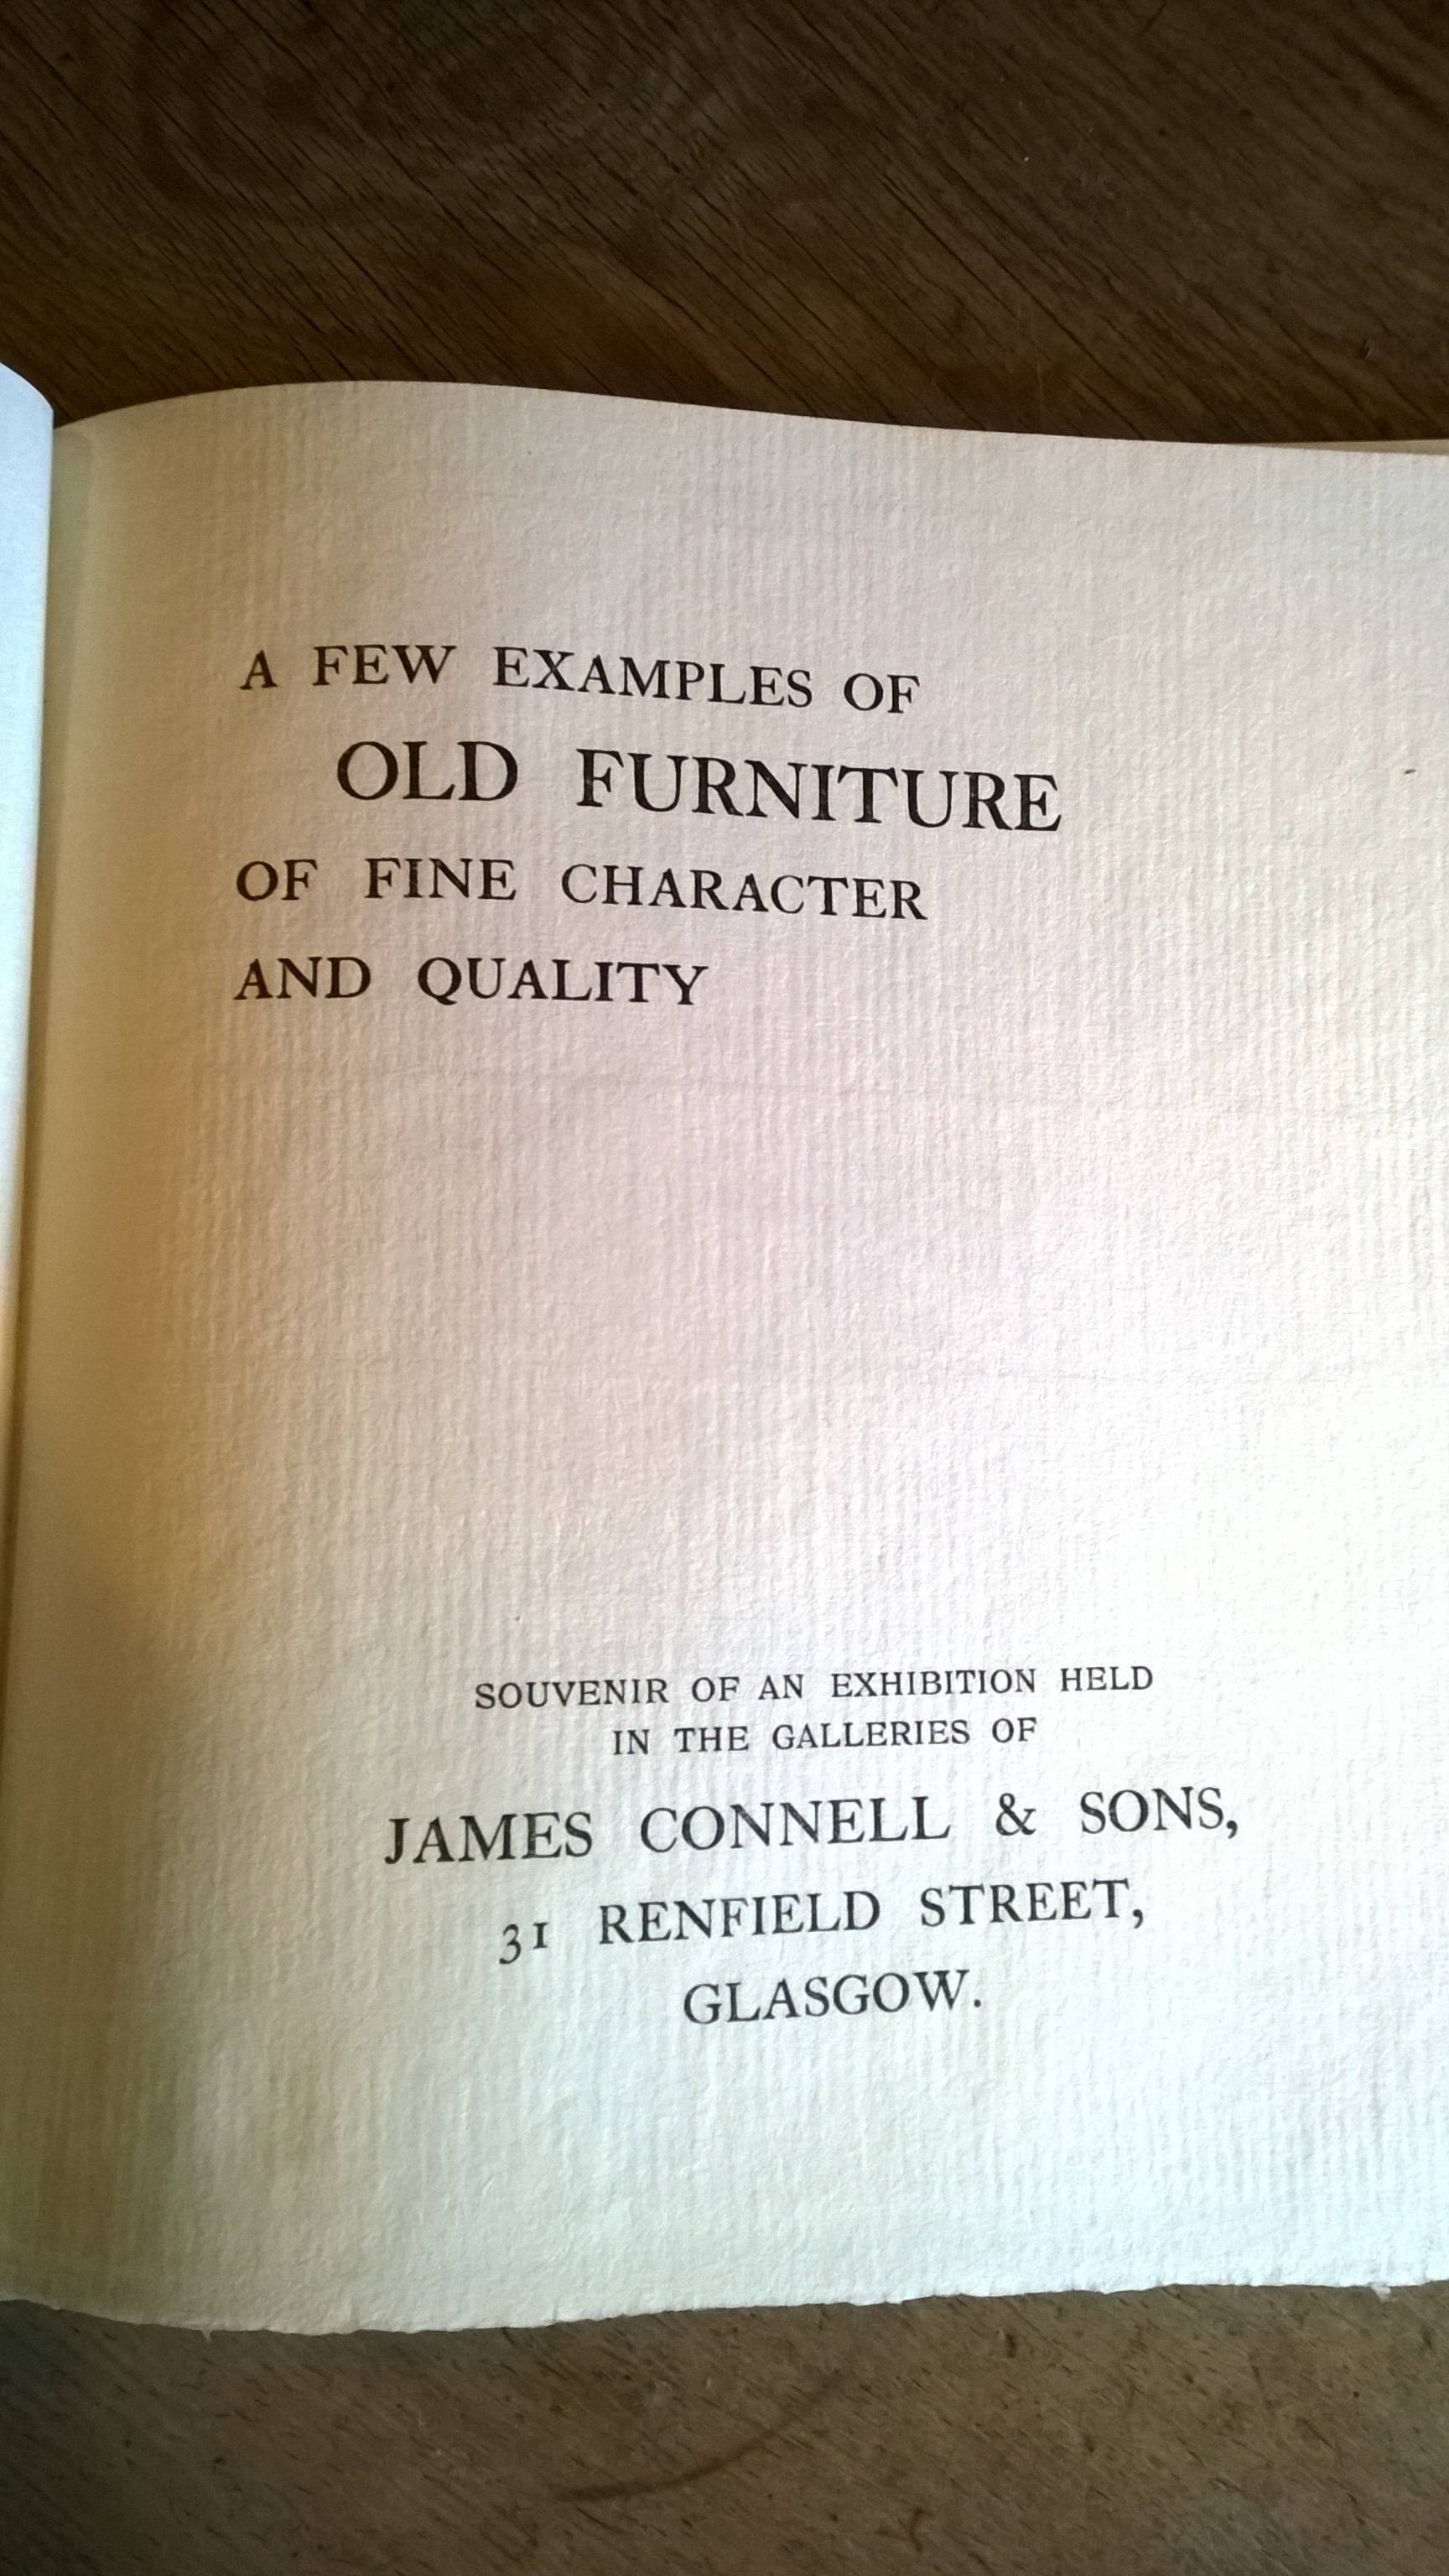 A FEW EXAMPLES OF
OLD FURNITURE
OF FINE CHARACTER
AND QUALITY
SOUVENIR OF AN EXHIBITION HELD
IN THE GALLERIES OF
JAMES CONNELL & SONS,
31 RENFIELD STREET,
GLASGOW.